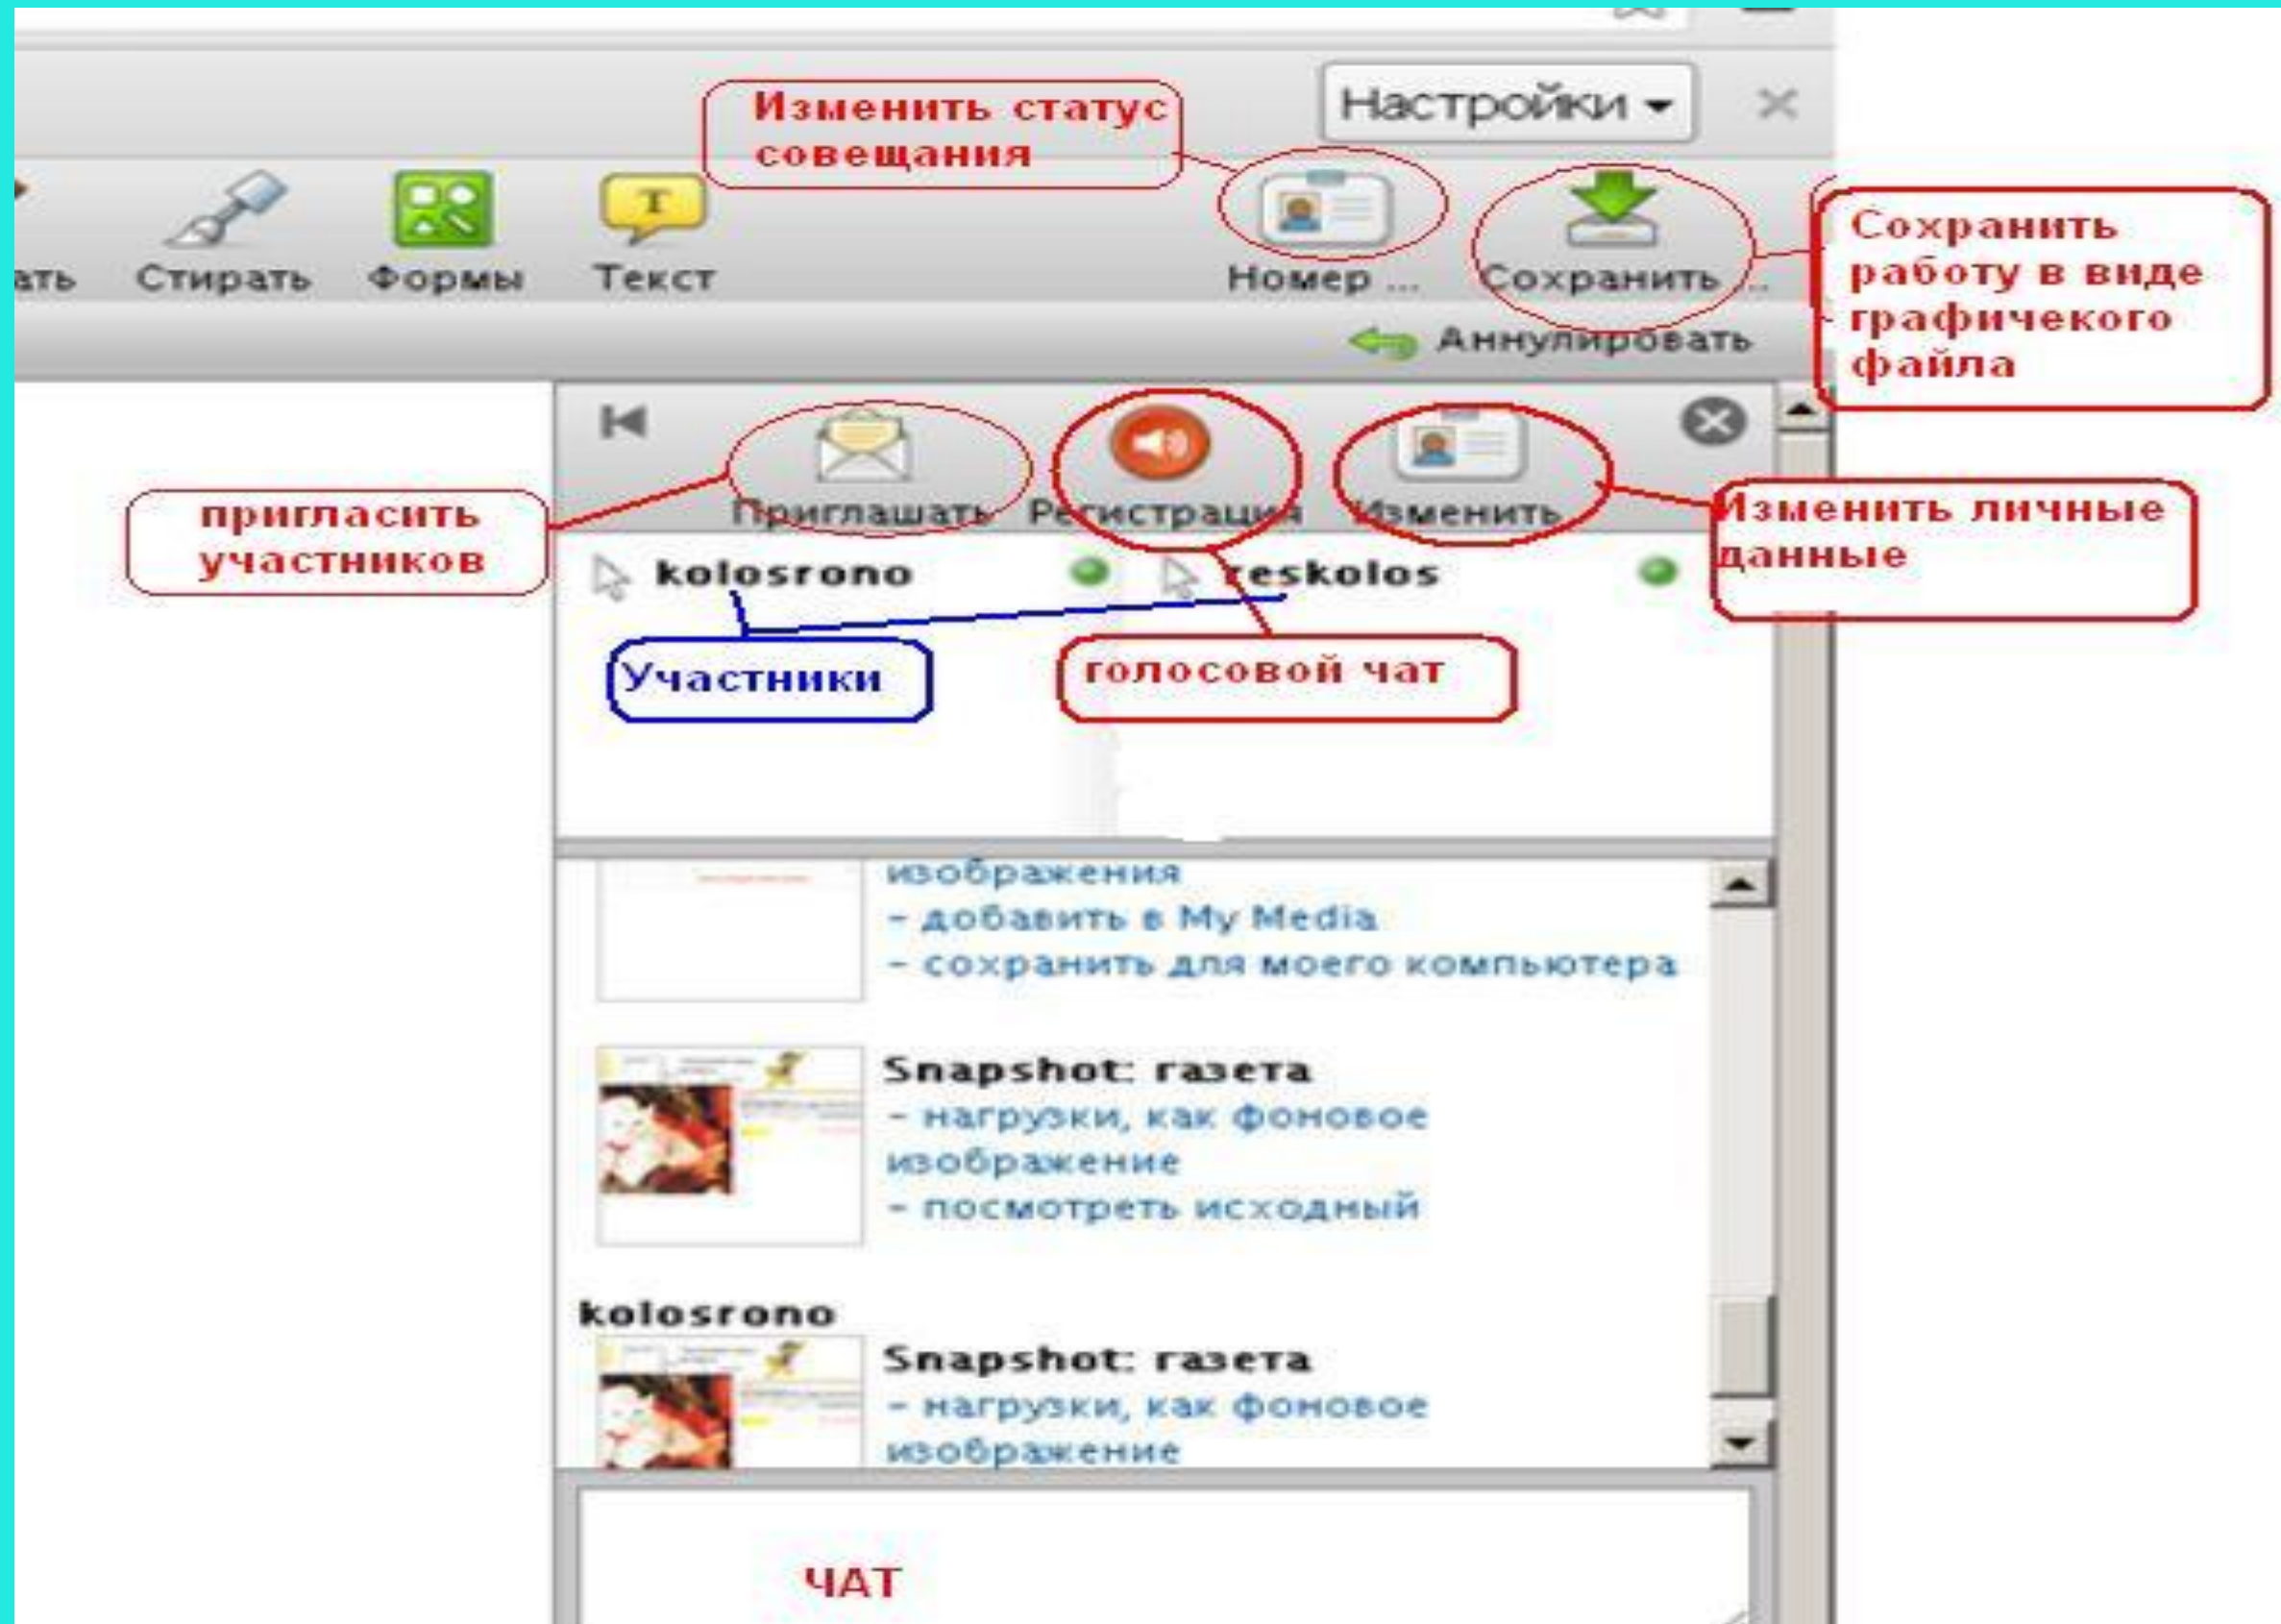 Изменить статус
совещания
Настройки
ать Стирать Формы Текст Номер ... Сохранить ...
Сохранить
работу в виде
графичекого
файла
Аннулировать
Приглашать Регистрация Изменить
пригласить
участников
Изменить личные
данные
kolosrono reskolos
Участники
голосовой чат
изображения
- добавить в My Media
- сохранить для моего компьютера
Snapshot: газета
- нагрузки, как фоновое
изображение
- посмотреть исходный
kolosrono
Snapshot: газета
- нагрузки, как фоновое
изображение
ЧАТ